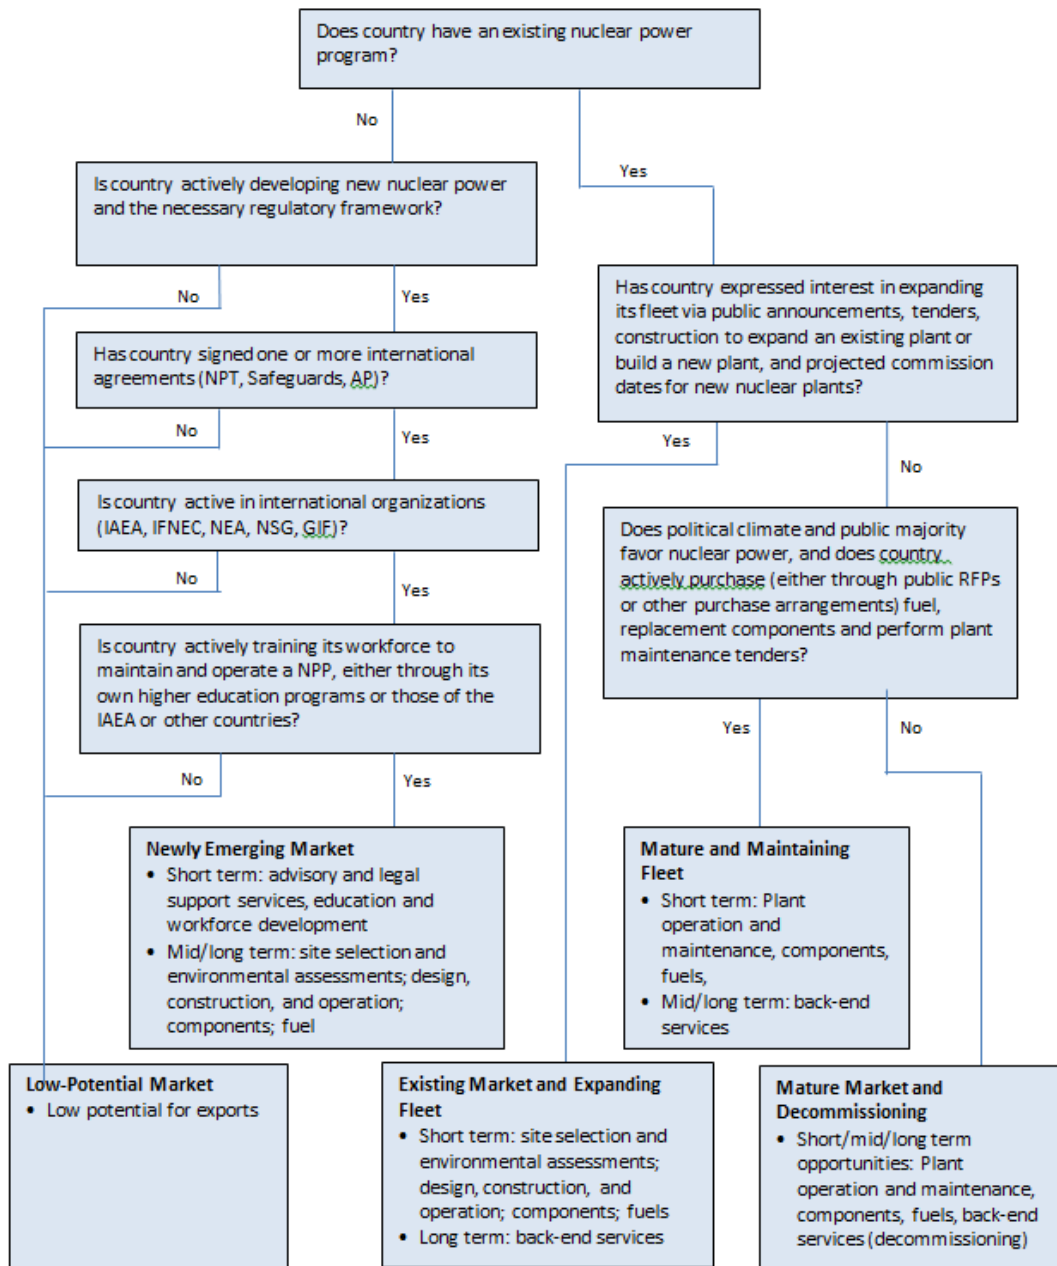 Does country have an existing nuclear power
program?
No
Yes
Is country actively developing new nuclear power
and the necessary regulatory framework?
No
Yes
Has country expressed interest in expanding
its fleet via public announcements, tenders,
construction to expand an existing plant or
build a new plant, and projected commission
dates for new nuclear plants?
Has country signed one or more international
agreements (NPT, Safeguards, AP)?
No
Yes
Yes
No
Is country active in international organizations
(IAEA, IFNEC, NEA, NSG, GIF)?
No
Yes
Does political climate and public majority
favor nuclear power, and does country
actively purchase (either through public RFPs
or other purchase arrangements) fuel,
replacement components and perform plant
maintenance tenders?
Is country actively training its workforce to
maintain and operate a NPP, either through its
own higher education programs or those of the
IAEA or other countries?
No
Yes
Yes
No
Newly Emerging Market
• Short term: advisory and legal
support services, education and
workforce development
• Mid/long term: site selection and
environmental assessments; design,
construction, and operation;
components; fuel
Mature and Maintaining
Fleet
• Short term: Plant
operation and
maintenance, components,
fuels,
• Mid/long term: back-end
services
Low-Potential Market
• Low potential for exports
Existing Market and Expanding
Fleet
• Short term: site selection and
environmental assessments;
design, construction, and
operation; components; fuels
• Long term: back-end services
Mature Market and
Decommissioning
• Short/mid/long term
opportunities: Plant
operation and maintenance,
components, fuels, back-end
services (decommissioning)